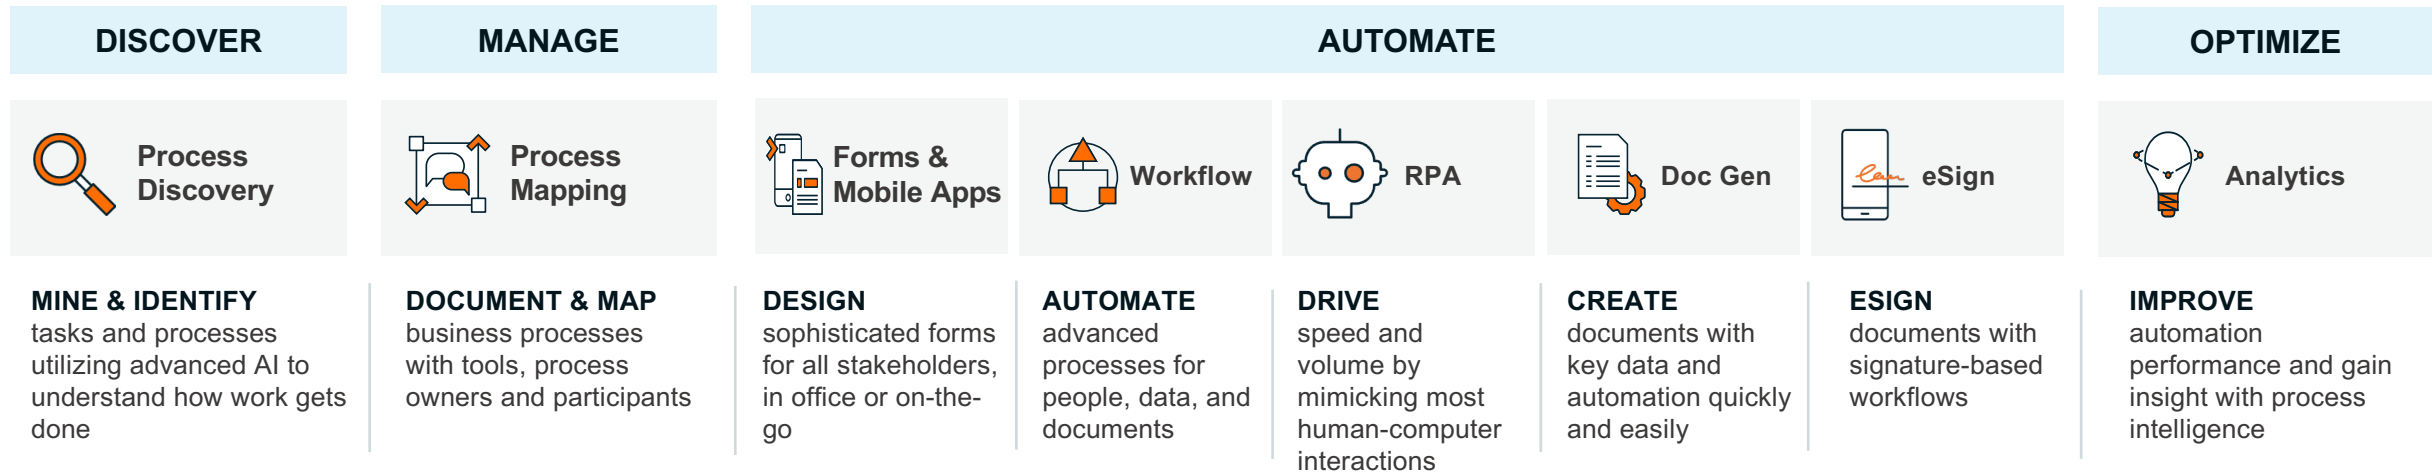 DISCOVER
MANAGE
AUTOMATE
OPTIMIZE
Process
Discovery
Process
Mapping
Forms &
Mobile Apps
Workflow
RPA
Doc Gen
eSign
Analytics
MINE & IDENTIFY
tasks and processes
utilizing advanced AI to
understand how work gets
done
DOCUMENT & MAP
business processes
with tools, process
owners and participants
DESIGN
sophisticated forms
for all stakeholders,
in office or on-the-
go
AUTOMATE
advanced
processes for
people, data, and
documents
DRIVE
speed and
volume by
mimicking most
human-computer
interactions
CREATE
documents with
key data and
automation quickly
and easily
ESIGN
documents with
signature-based
workflows
IMPROVE
automation
performance and gain
insight with process
intelligence